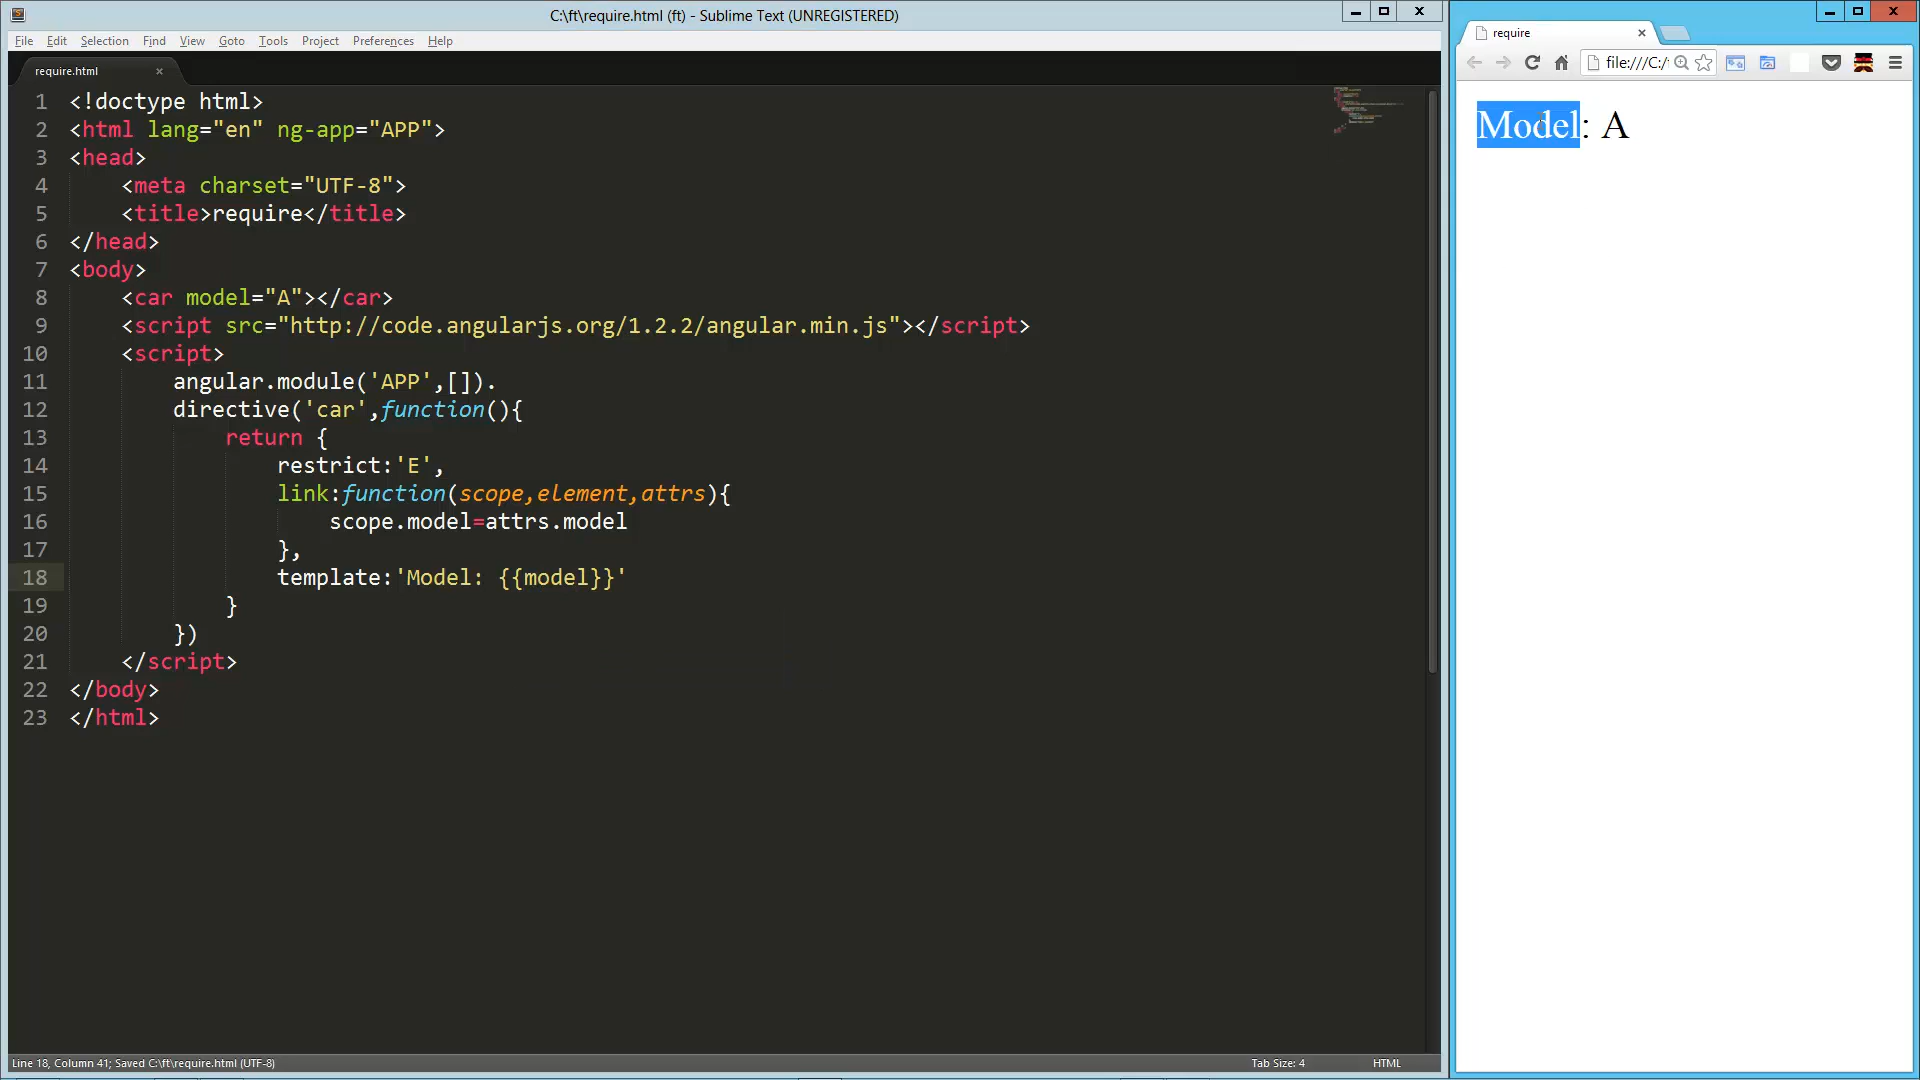 C:\ft\require.html (ft) - Sublime Text (UNREGISTERED)
File Edit Selection Find View Goto Tools Project Preferences Help
require.html
1 <!doctype html>
2 <html lang="en" ng-app="APP">
3 <head>
4 <meta charset="UTF-8">
5 <title>require</title>
6 </head>
7 <body>
8 <car model="A"></car>
9 <script src="http://code.angularjs.org/1.2.2/angular.min.js"></script>
10 <script>
11 angular.module('APP',[]).
12 directive('car',function(){
13 return {
14 restrict:'E',
15 link:function(scope,element,attrs){
16 scope.model=attrs.model
17 },
18 template:'Model: {{model}}'
19 }
20 })
21 </script>
22 </body>
23 </html>
Line 18, Column 41; Saved C:\ft\require.html (UTF-8)
Tab Size: 4
HTML
require
file:///C:/
Model: A